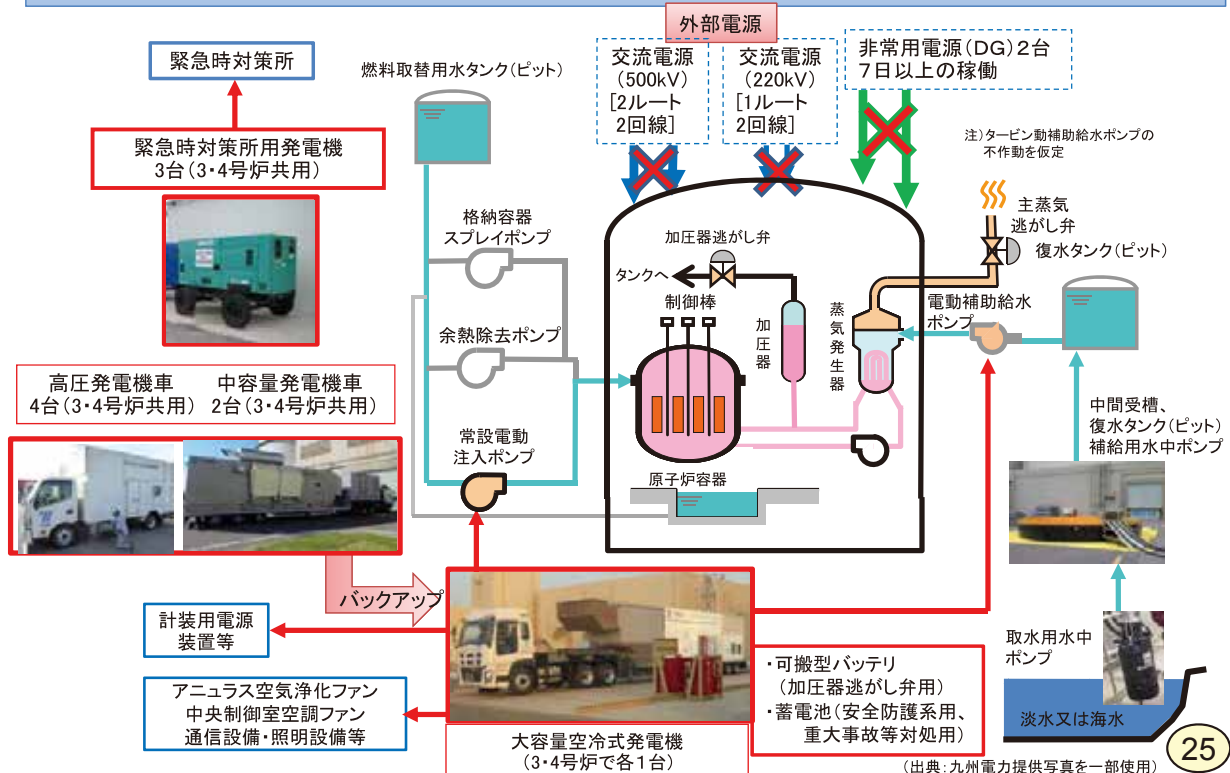 外部電源
緊急時対策所
燃料取替用水タンク(ピット)
交流電源
(500kV)
[2ルート
2回線]
交流電源
(220kV)
[1ルート
2回線]
非常用電源(DG)2台
7日以上の稼働
注)タービン動補助給水ポンプの
不作動を仮定
緊急時対策所用発電機
3台(3・4号炉共用)
格納容器
スプレイポンプ
加圧器逃がし弁
タンクへ
制御棒
加圧器
蒸気発生器
主蒸気
逃がし弁
復水タンク(ピット)
電動補助給水
ポンプ
余熱除去ポンプ
高圧発電機車
4台(3・4号炉共用)
中容量発電機車
2台(3・4号炉共用)
常設電動
注入ポンプ
原子炉容器
中間受槽、
復水タンク(ピット)
補給用水中ポンプ
バックアップ
計装用電源
装置等
アニュラス空気浄化ファン
中央制御室空調ファン
通信設備・照明設備等
大容量空冷式発電機
(3・4号炉で各1台)
・可搬型バッテリ
(加圧器逃がし弁用)
・蓄電池(安全防護系用、
重大事故等対処用)
取水用水中
ポンプ
淡水又は海水
(出典:九州電力提供写真を一部使用)
25